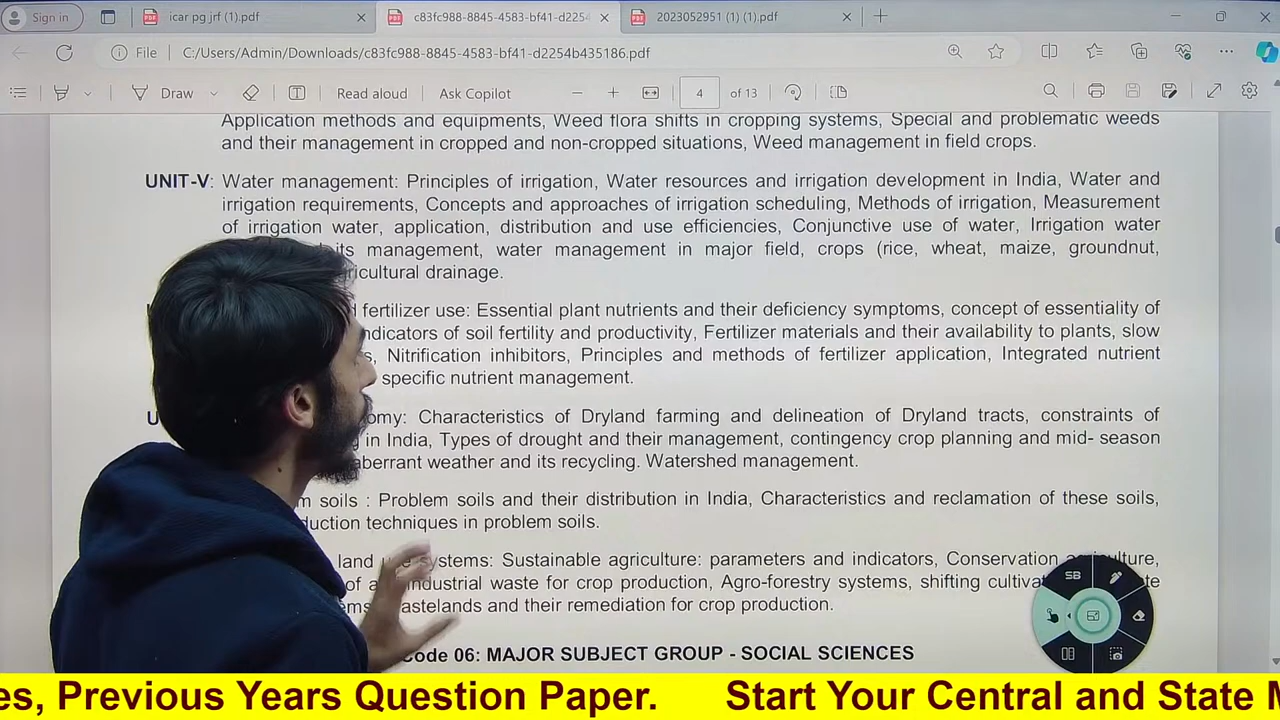 Sign in
icar pg jrf (1).pdf
c83fc988-8845-4583-bf41-d2254
2023052951 (1) (1).pdf
File
C:/Users/Admin/Downloads/c83fc988-8845-4583-bf41-d2254b435186.pdf
Draw
Read aloud
Ask Copilot
4 of 13
Application methods and equipments, Weed flora shifts in cropping systems, Special and problematic weeds
and their management in cropped and non-cropped situations, Weed management in field crops.
UNIT-V: Water management: Principles of irrigation, Water resources and irrigation development in India, Water and
irrigation requirements, Concepts and approaches of irrigation scheduling, Methods of irrigation, Measurement
of irrigation water, application, distribution and use efficiencies, Conjunctive use of water, Irrigation water
its management, water management in major field, crops (rice, wheat, maize, groundnut,
ricultural drainage.
fertilizer use: Essential plant nutrients and their deficiency symptoms, concept of essentiality of
ndicators of soil fertility and productivity, Fertilizer materials and their availability to plants, slow
s, Nitrification inhibitors, Principles and methods of fertilizer application, Integrated nutrient
specific nutrient management.
omy: Characteristics of Dryland farming and delineation of Dryland tracts, constraints of
in India, Types of drought and their management, contingency crop planning and mid- season
aberrant weather and its recycling. Watershed management.
m soils : Problem soils and their distribution in India, Characteristics and reclamation of these soils,
duction techniques in problem soils.
land use systems: Sustainable agriculture: parameters and indicators, Conservation
of industrial waste for crop production, Agro-forestry systems, shifting
wastelands and their remediation for crop production.
Code 06: MAJOR SUBJECT GROUP - SOCIAL SCIENCES
SB
es, Previous Years Question Paper. Start Your Central and State M